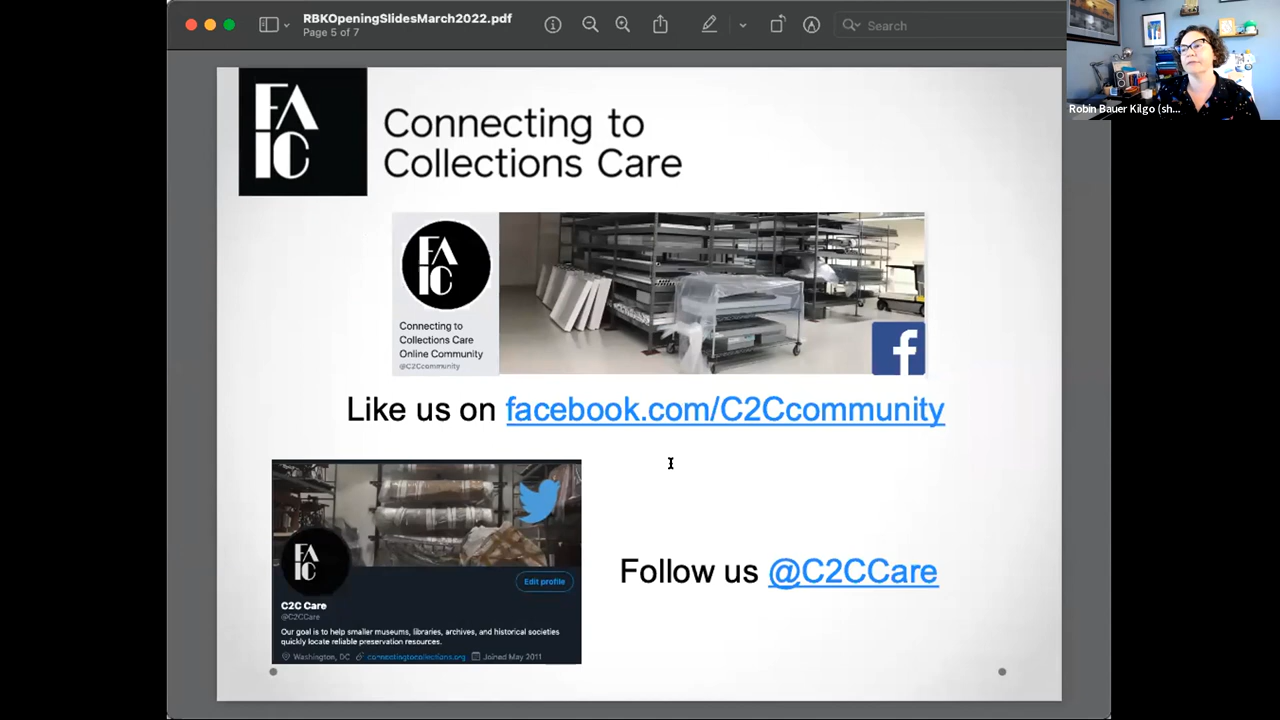 RBKOpeningSlidesMarch2022.pdf
Page 5 of 7
Search
Robin Bauer Kilgo (sh...
FA
IC
Connecting to
Collections Care
FA
IC
Connecting to
Collections Care
Online Community
@C2Ccommunity
f
Like us on facebook.com/C2Ccommunity
FA
IC
Edit profile
C2C Care
@C2CCare
Our goal is to help smaller museums, libraries, archives, and historical societies
quickly locate reliable preservation resources.
Washington, DC connectingtocollections.org Joined May 2011
Follow us @C2CCare